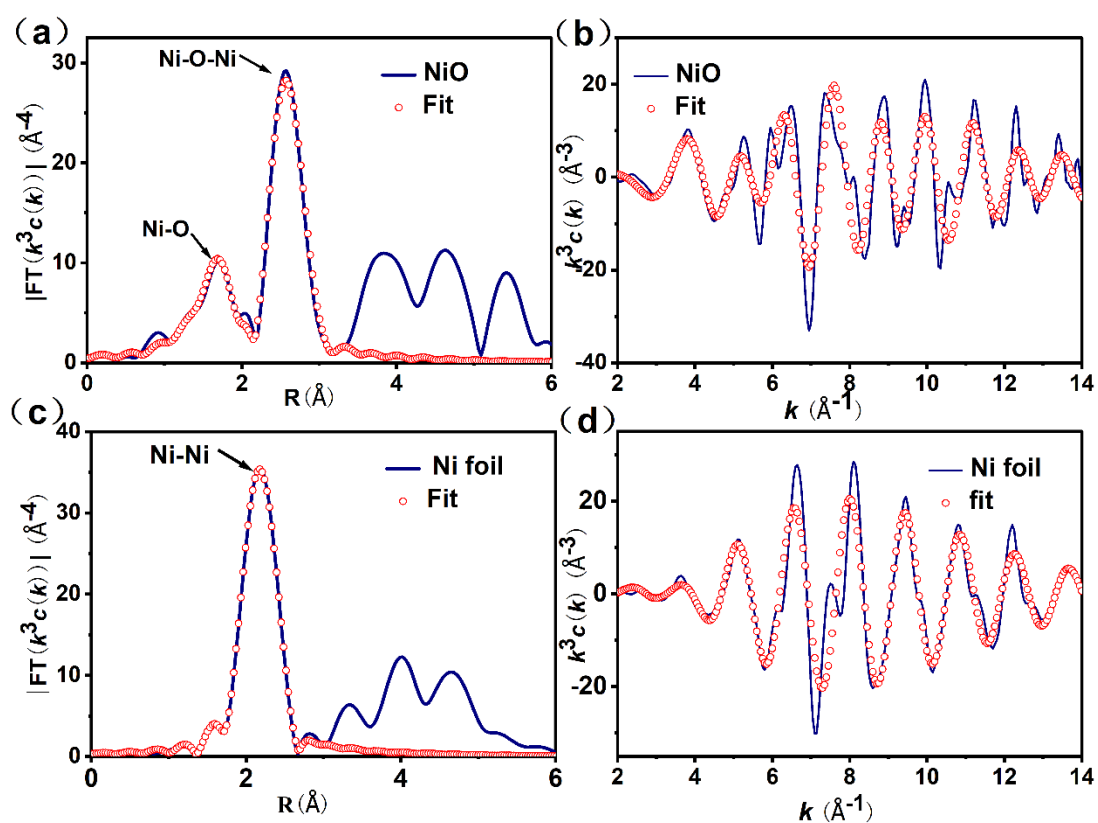 （a）
30
20
10
0
|FT(k³c(k))| (Å⁻⁴)
Ni-O-Ni
Ni-O
NiO
Fit
0 2 4 6
R(Å)
（b）
20
0
-20
-40
k³c(k) (Å⁻³)
NiO
Fit
2 4 6 8 10 12 14
k (Å⁻¹)
（c）
40
30
20
10
0
|FT(k³c(k))| (Å⁻⁴)
Ni-Ni
Ni foil
Fit
0 2 4 6
R(Å)
（d）
20
0
-20
k³c(k) (Å⁻³)
Ni foil
fit
2 4 6 8 10 12 14
k (Å⁻¹)